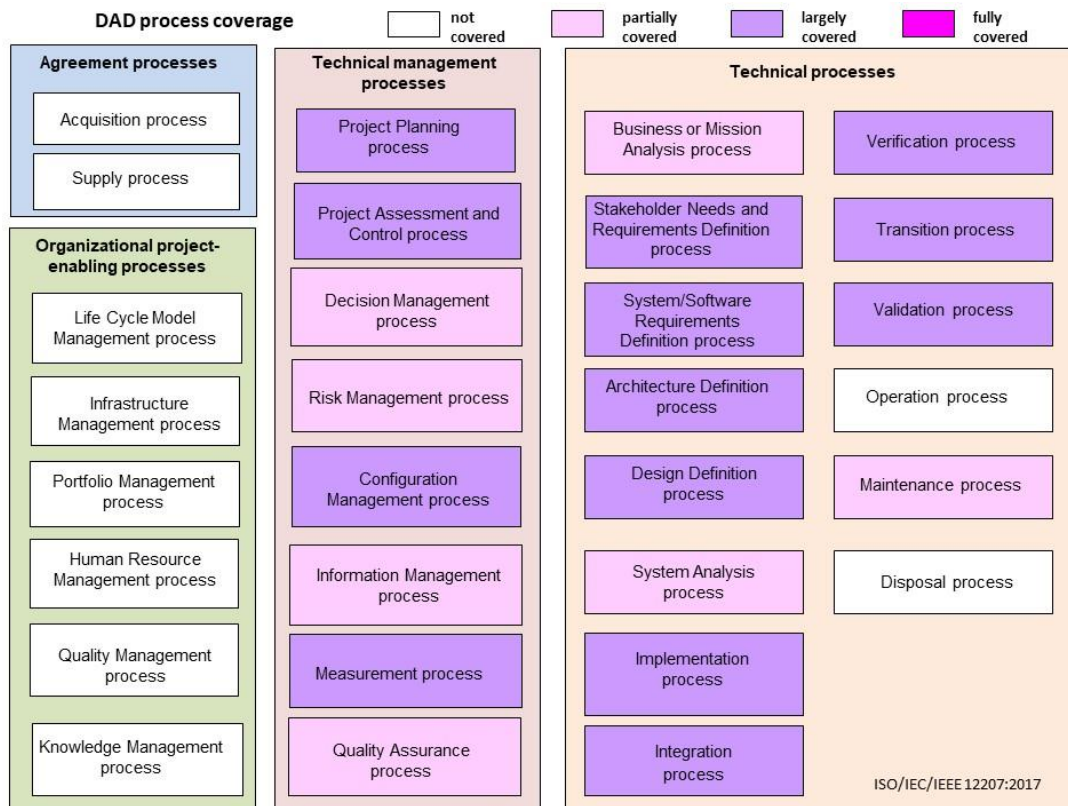 DAD process coverage
not
covered
partially
covered
largely
covered
fully
covered
Agreement processes
Acquisition process
Supply process
Organizational project-
enabling processes
Life Cycle Model
Management process
Infrastructure
Management process
Portfolio Management
process
Human Resource
Management process
Quality Management
process
Knowledge Management
process
Technical management
processes
Project Planning
process
Project Assessment and
Control process
Decision Management
process
Risk Management process
Configuration
Management process
Information Management
process
Measurement process
Quality Assurance
process
Technical processes
Business or Mission
Analysis process
Stakeholder Needs and
Requirements Definition
process
System/Software
Requirements
Definition process
Architecture Definition
process
Design Definition
process
System Analysis
process
Implementation
process
Integration
process
Verification process
Transition process
Validation process
Operation process
Maintenance process
Disposal process
ISO/IEC/IEEE 12207:2017